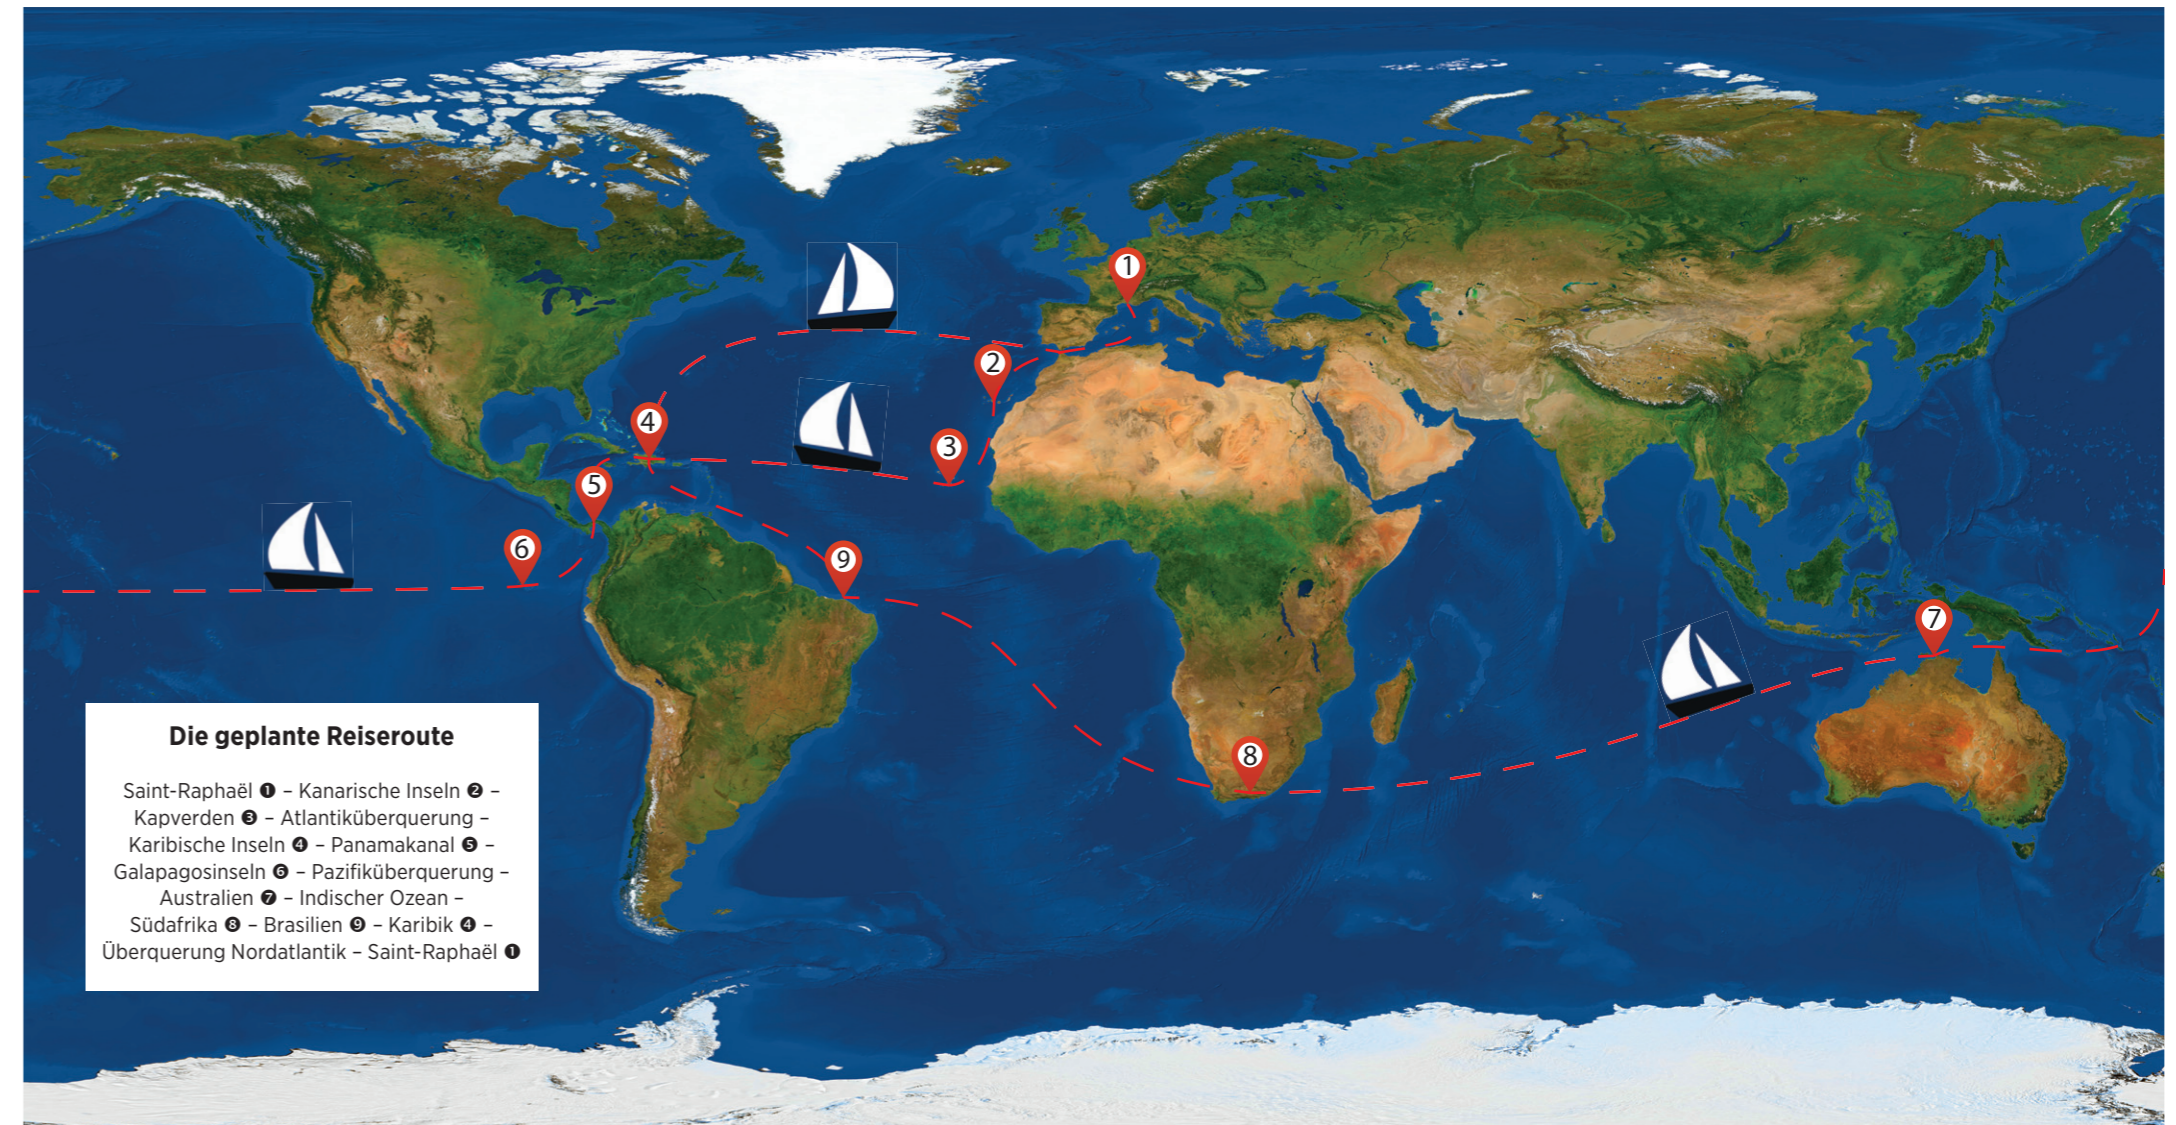 1
2
3
4
5
6
7
8
9
Die geplante Reiseroute
Saint-Raphaël ❶ – Kanarische Inseln ❷ –
Kapverden ❸ – Atlantiküberquerung –
Karibische Inseln ❹ – Panamakanal ❺ –
Galapagosinseln ❻ – Pazifiküberquerung –
Australien ❼ – Indischer Ozean –
Südafrika ❽ – Brasilien ❾ – Karibik ❹ –
Überquerung Nordatlantik – Saint-Raphaël ❶